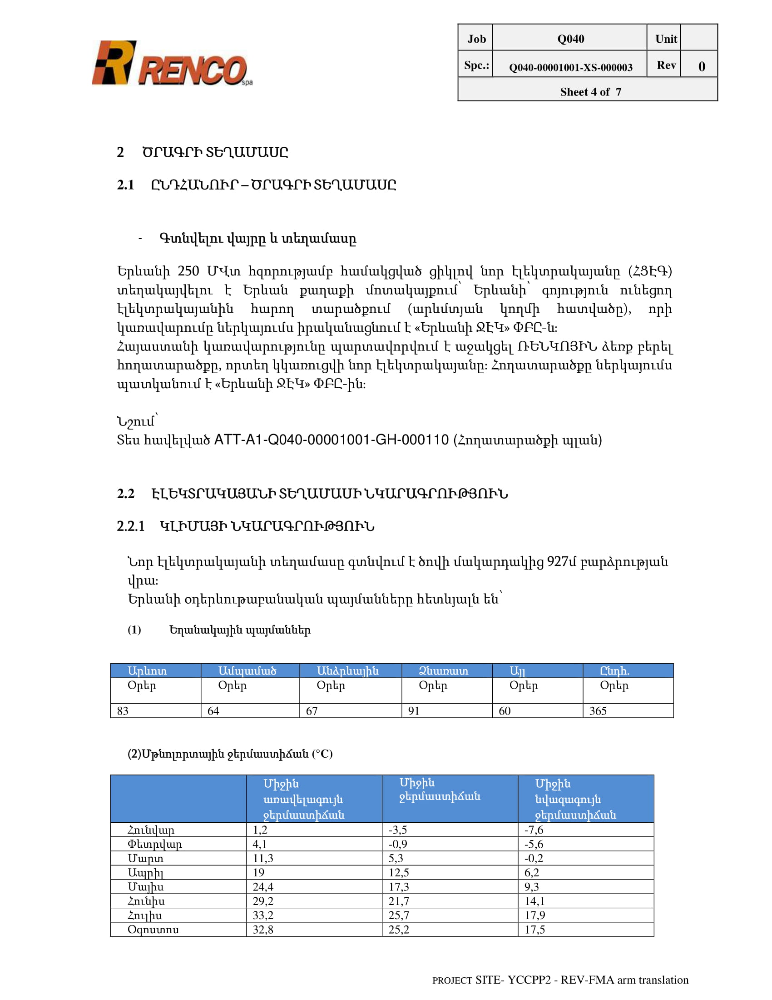 RENCO spa
Job Q040 Unit
Spc.: Q040-00001001-XS-000003 Rev 0
Sheet 4 of 7
2 ԾՐԱԳՐԻ ՏԵՂԱՄԱՍԸ
2.1 ԸՆԴՀԱՆՈՒՐ – ԾՐԱԳՐԻ ՏԵՂԱՄԱՍԸ
- Գտնվելու վայրը և տեղամասը
Երևանի 250 ՄՎտ հզորությամբ համակցված ցիկլով նոր էլեկտրակայանը (ՀՑԷԳ)
տեղակայվելու է Երևան քաղաքի մոտակայքում՝ Երևանի՝ գոյություն ունեցող
էլեկտրակայանին հարող տարածքում (արևմտյան կողմի հատվածը), որի
կառավարումը ներկայումս իրականացնում է «Երևանի ՋԷԿ» ՓԲԸ-ն։
Հայաստանի կառավարությունը պարտավորվում է աջակցել ՌԵՆԿՈՅԻՆ ձեռք բերել
հողատարածքը, որտեղ կկառուցվի նոր էլեկտրակայանը։ Հողատարածքը ներկայումս
պատկանում է «Երևանի ՋԷԿ» ՓԲԸ-ին։
Նշում՝
Տես հավելված ATT-A1-Q040-00001001-GH-000110 (Հողատարածքի պլան)
2.2 ԷԼԵԿՏՐԱԿԱՅԱՆԻ ՏԵՂԱՄԱՍԻ ՆԿԱՐԱԳՐՈՒԹՅՈՒՆ
2.2.1 ԿԼԻՄԱՅԻ ՆԿԱՐԱԳՐՈՒԹՅՈՒՆ
Նոր էլեկտրակայանի տեղամասը գտնվում է ծովի մակարդակից 927մ բարձրության
վրա։
Երևանի օդերևութաբանական պայմանները հետևյալն են՝
(1) Եղանակային պայմաններ
Արևոտ Ամպամած Անձրևային Ձնառատ Այլ Ընդհ.
Օրեր Օրեր Օրեր Օրեր Օրեր Օրեր
83 64 67 91 60 365
(2)Մթնոլորտային ջերմաստիճան (°C)
Միջին առավելագույն ջերմաստիճան Միջին ջերմաստիճան Միջին նվազագույն ջերմաստիճան
Հունվար 1,2 -3,5 -7,6
Փետրվար 4,1 -0,9 -5,6
Մարտ 11,3 5,3 -0,2
Ապրիլ 19 12,5 6,2
Մայիս 24,4 17,3 9,3
Հունիս 29,2 21,7 14,1
Հուլիս 33,2 25,7 17,9
Օգոստոս 32,8 25,2 17,5
PROJECT SITE- YCCPP2 - REV-FMA arm translation